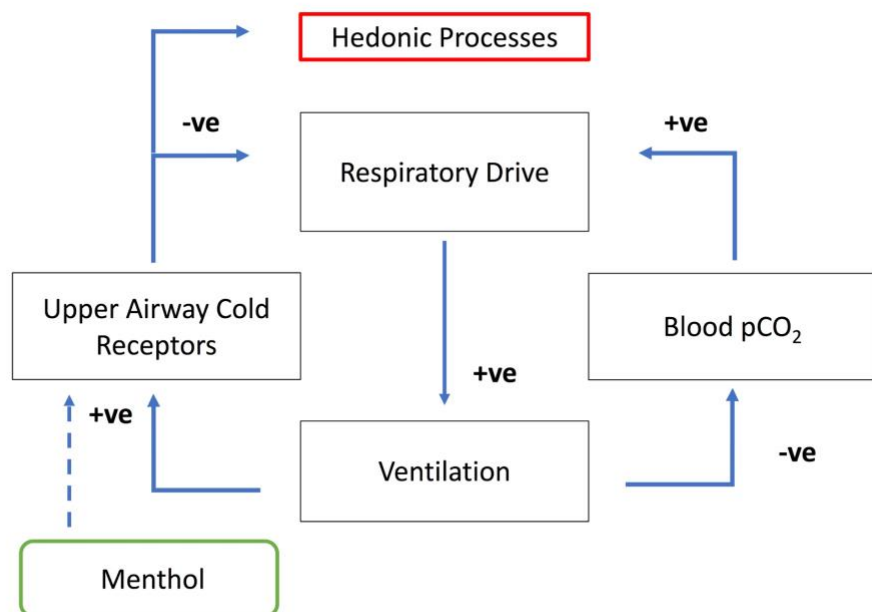 Hedonic Processes
-ve
+ve
Respiratory Drive
Upper Airway Cold
Receptors
Blood pCO₂
+ve
+ve
Ventilation
-ve
Menthol